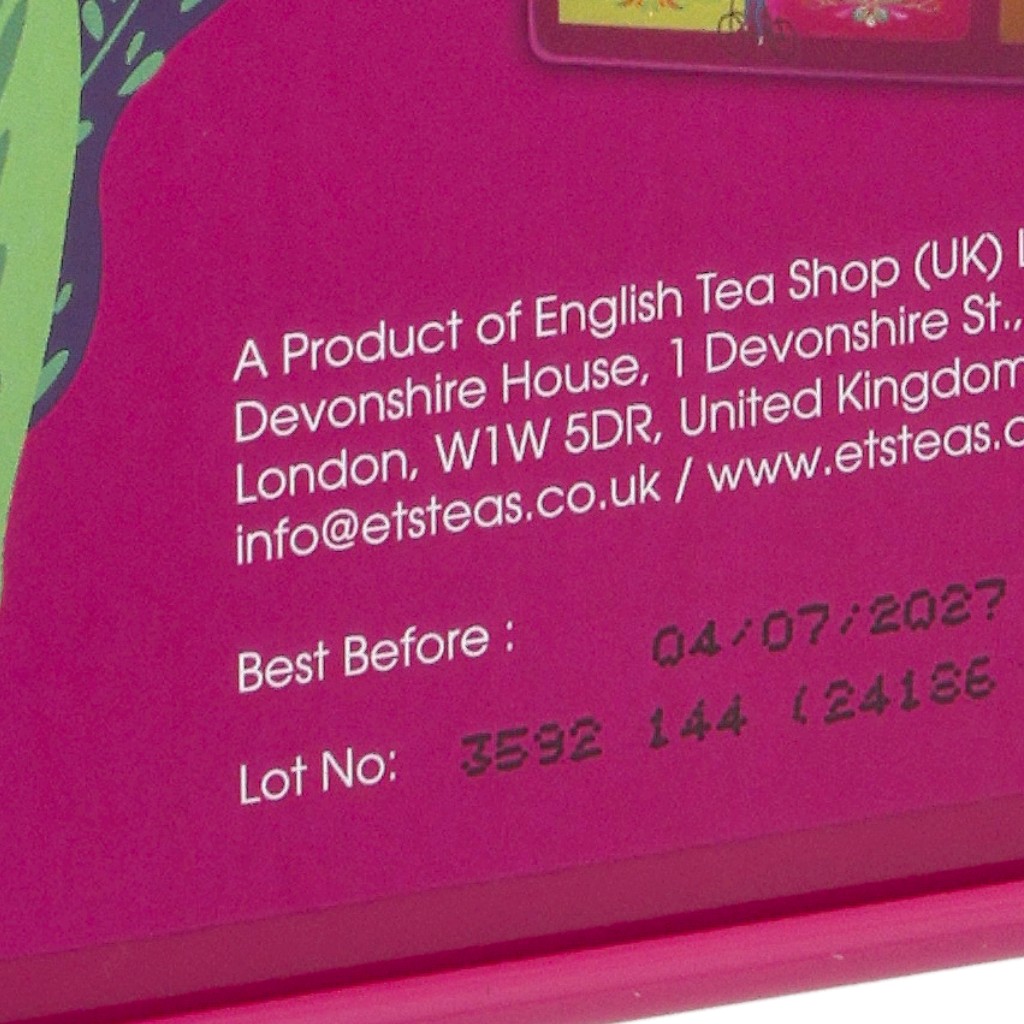 A Product of English Tea Shop (UK)
Devonshire House, 1 Devonshire St.,
London, W1W 5DR, United Kingdom
info@etsteas.co.uk / www.etsteas.c
Best Before : 04/07/2027
Lot No: 3592 144 (24186